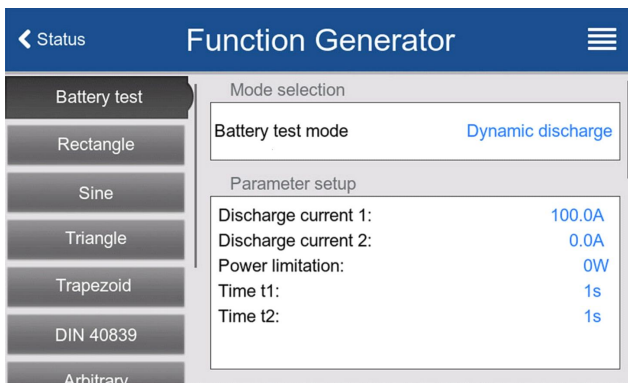 Status
Function Generator
Battery test
Rectangle
Sine
Triangle
Trapezoid
DIN 40839
Arbitrary
Mode selection
Battery test mode Dynamic discharge
Parameter setup
Discharge current 1: 100.0A
Discharge current 2: 0.0A
Power limitation: 0W
Time t1: 1s
Time t2: 1s